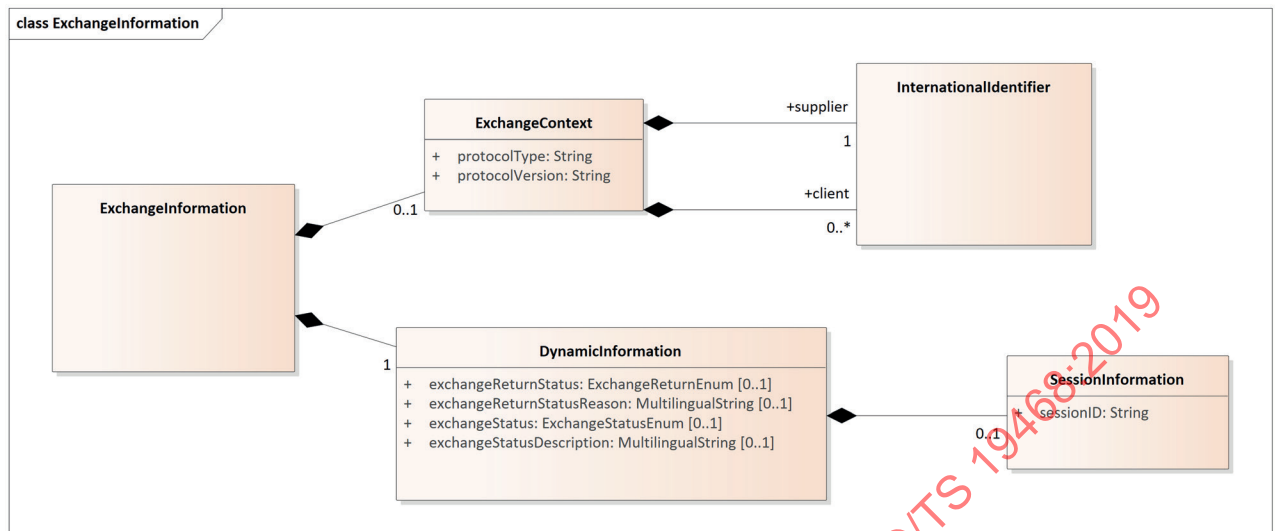 class ExchangeInformation
InternationalIdentifier
+supplier
1
ExchangeContext
+ protocolType: String
+ protocolVersion: String
+client
0..*
ExchangeInformation
0..1
DynamicInformation
1
+ exchangeReturnStatus: ExchangeReturnEnum [0..1]
+ exchangeReturnStatusReason: MultilingualString [0..1]
+ exchangeStatus: ExchangeStatusEnum [0..1]
+ exchangeStatusDescription: MultilingualString [0..1]
SessionInformation
+ sessionID: String
0..1
/TS 19468:2019